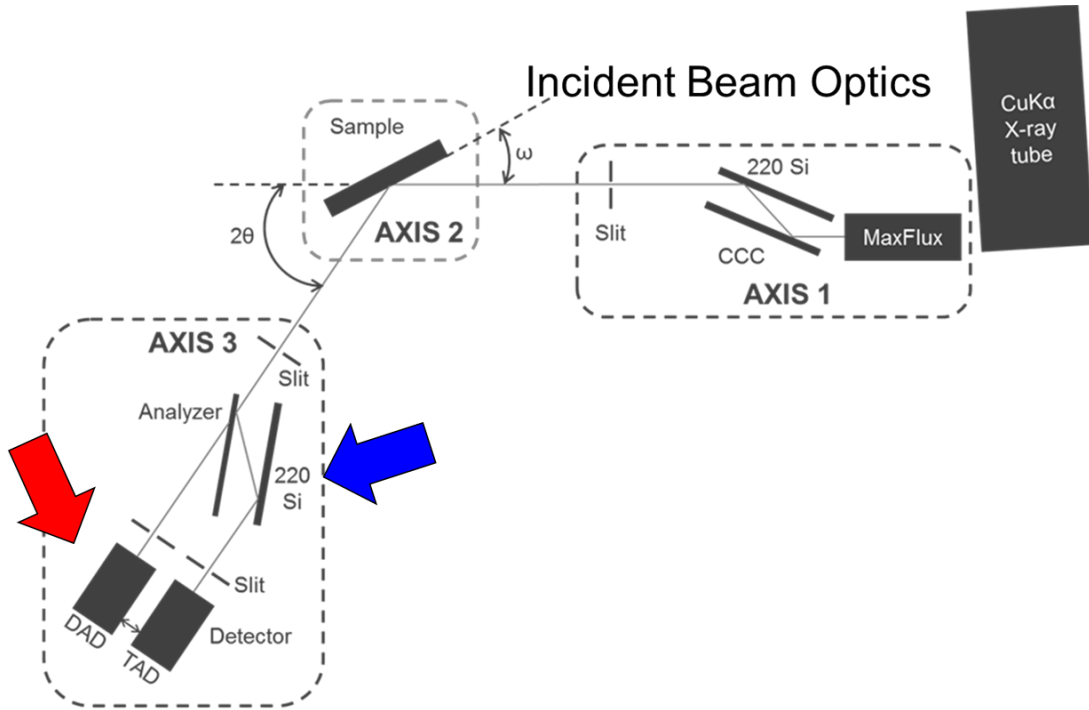 Incident Beam Optics
CuKα
X-ray
tube
Sample
ω
220 Si
2θ
AXIS 2
Slit
CCC
MaxFlux
AXIS 1
AXIS 3
Slit
Analyzer
220
Si
Slit
DAD
TAD
Detector